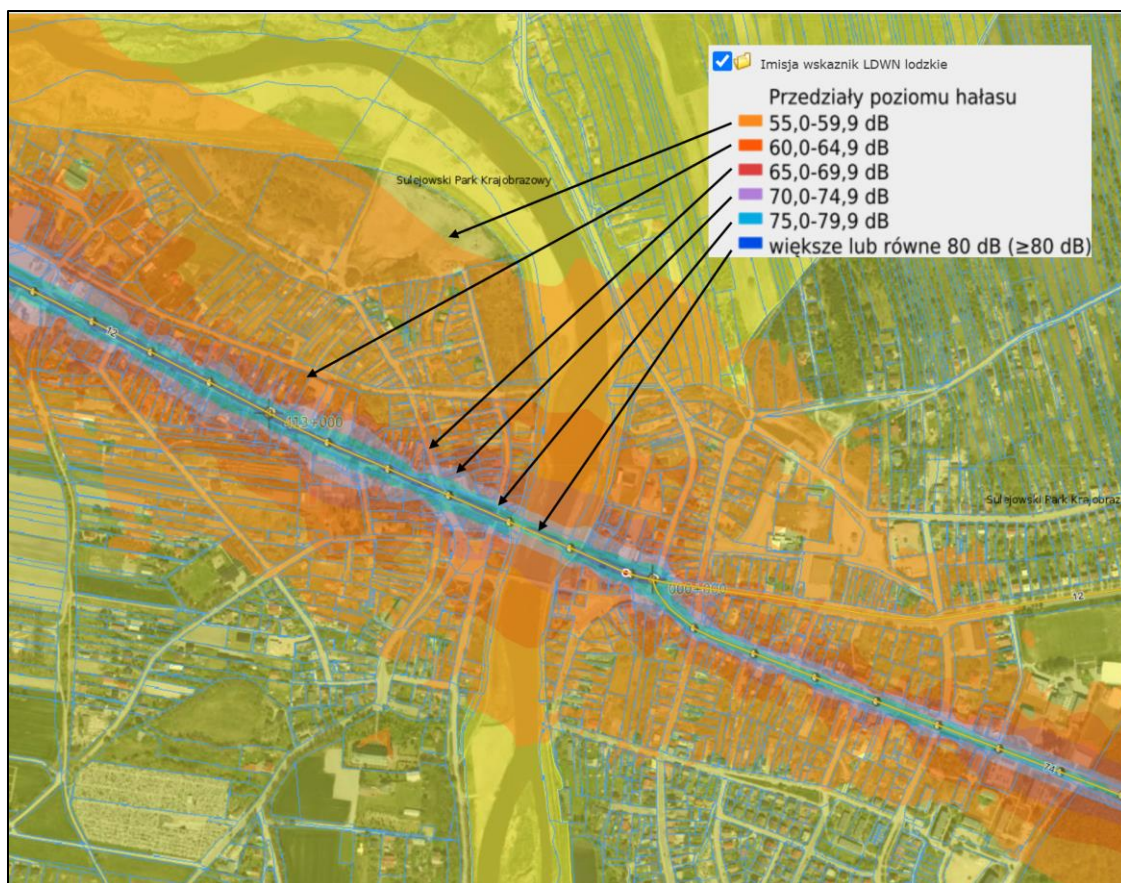 Imisja wskaznik LDWN lodzkie
Przedziały poziomu hałasu
55,0-59,9 dB
60,0-64,9 dB
65,0-69,9 dB
70,0-74,9 dB
75,0-79,9 dB
większe lub równe 80 dB (≥80 dB)
Sulejowski Park Krajobrazowy
12
Sulejowski Park Krajobraz
12
74